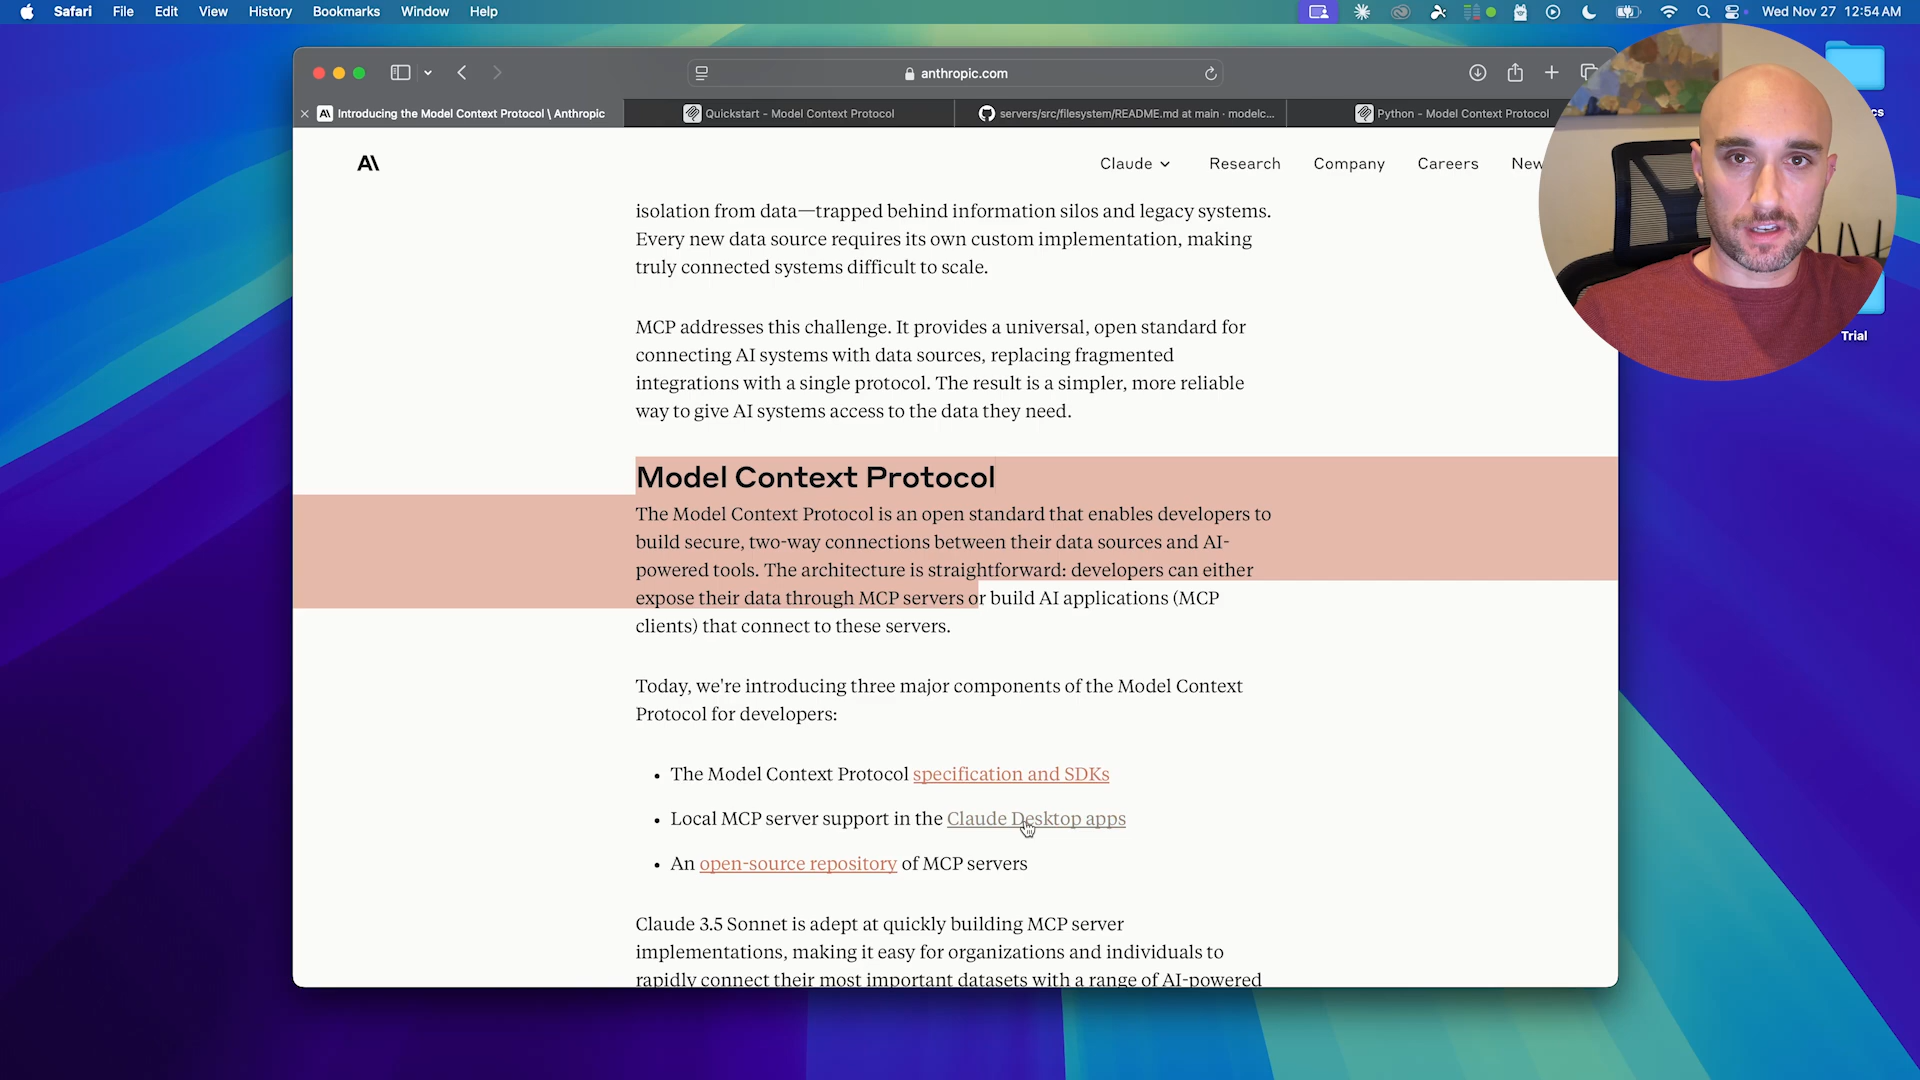 Safari File Edit View History Bookmarks Window Help
Wed Nov 27 12:54 AM
anthropic.com
Introducing the Model Context Protocol \ Anthropic
Quickstart - Model Context Protocol
servers/src/filesystem/README.md at main · modelc...
Python - Model Context Protocol
Claude
Research
Company
Careers
New
isolation from data—trapped behind information silos and legacy systems.
Every new data source requires its own custom implementation, making
truly connected systems difficult to scale.
MCP addresses this challenge. It provides a universal, open standard for
connecting AI systems with data sources, replacing fragmented
integrations with a single protocol. The result is a simpler, more reliable
way to give AI systems access to the data they need.
Model Context Protocol
The Model Context Protocol is an open standard that enables developers to
build secure, two-way connections between their data sources and AI-
powered tools. The architecture is straightforward: developers can either
expose their data through MCP servers or build AI applications (MCP
clients) that connect to these servers.
Today, we're introducing three major components of the Model Context
Protocol for developers:
• The Model Context Protocol specification and SDKs
• Local MCP server support in the Claude Desktop apps
• An open-source repository of MCP servers
Claude 3.5 Sonnet is adept at quickly building MCP server
implementations, making it easy for organizations and individuals to
rapidly connect their most important datasets with a range of AI-powered
Trial